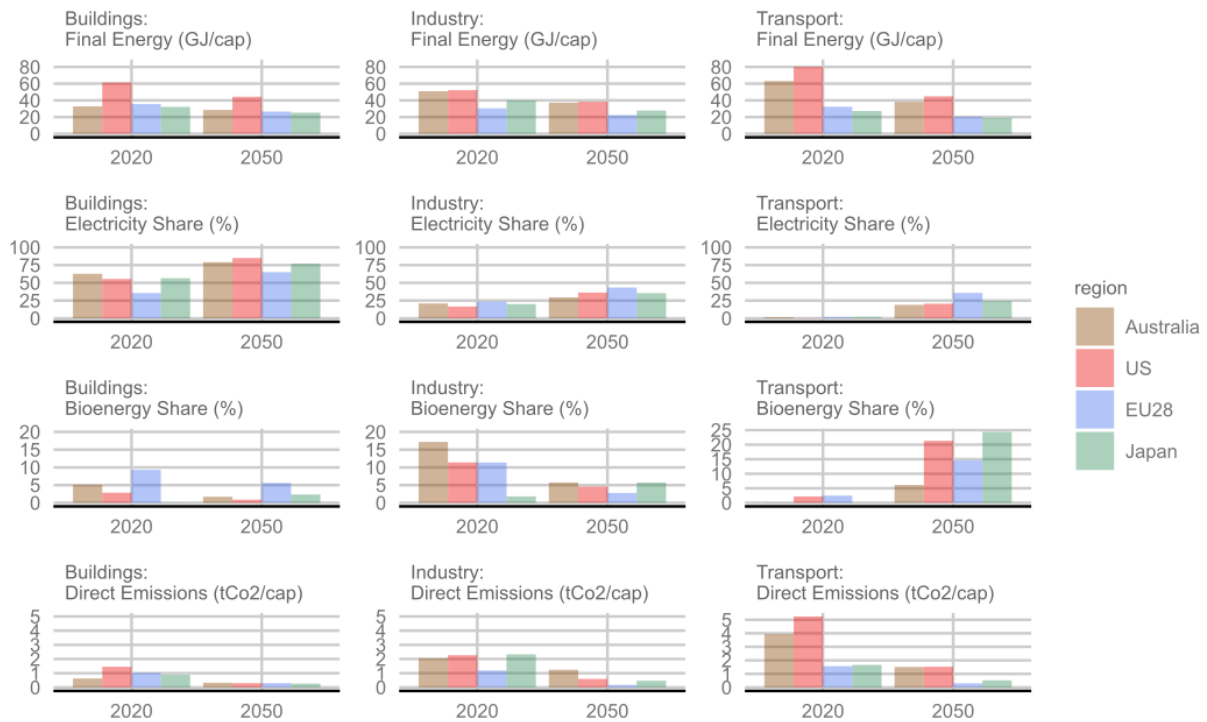 Buildings:
Final Energy (GJ/cap)
80
60
40
20
0
2020 2050
Industry:
Final Energy (GJ/cap)
80
60
40
20
0
2020 2050
Transport:
Final Energy (GJ/cap)
80
60
40
20
0
2020 2050
Buildings:
Electricity Share (%)
100
75
50
25
0
2020 2050
Industry:
Electricity Share (%)
100
75
50
25
0
2020 2050
Transport:
Electricity Share (%)
100
75
50
25
0
2020 2050
Buildings:
Bioenergy Share (%)
20
15
10
5
0
2020 2050
Industry:
Bioenergy Share (%)
20
15
10
5
0
2020 2050
Transport:
Bioenergy Share (%)
25
20
15
10
5
0
2020 2050
Buildings:
Direct Emissions (tCo2/cap)
5
4
3
2
1
0
2020 2050
Industry:
Direct Emissions (tCo2/cap)
5
4
3
2
1
0
2020 2050
Transport:
Direct Emissions (tCo2/cap)
5
4
3
2
1
0
2020 2050
region
Australia
US
EU28
Japan